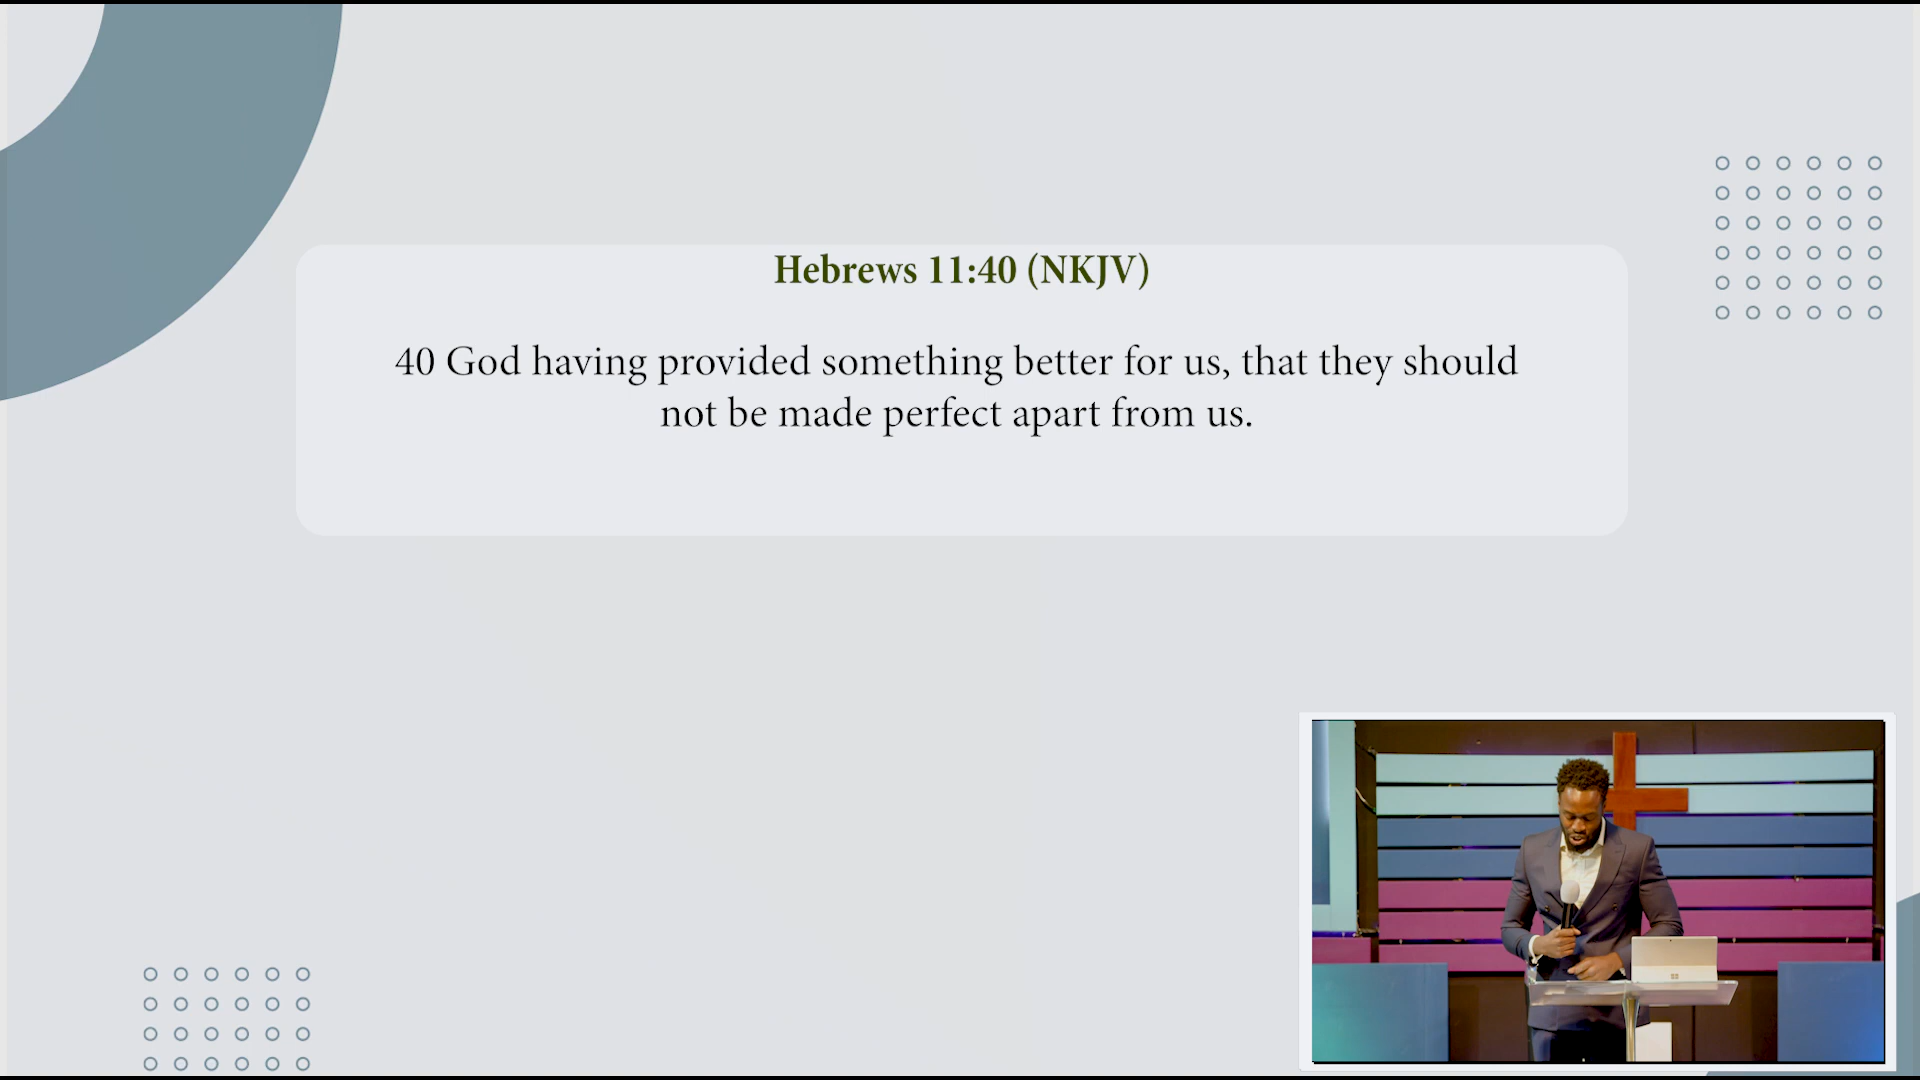 Hebrews 11:40 (NKJV)
40 God having provided something better for us, that they should
not be made perfect apart from us.